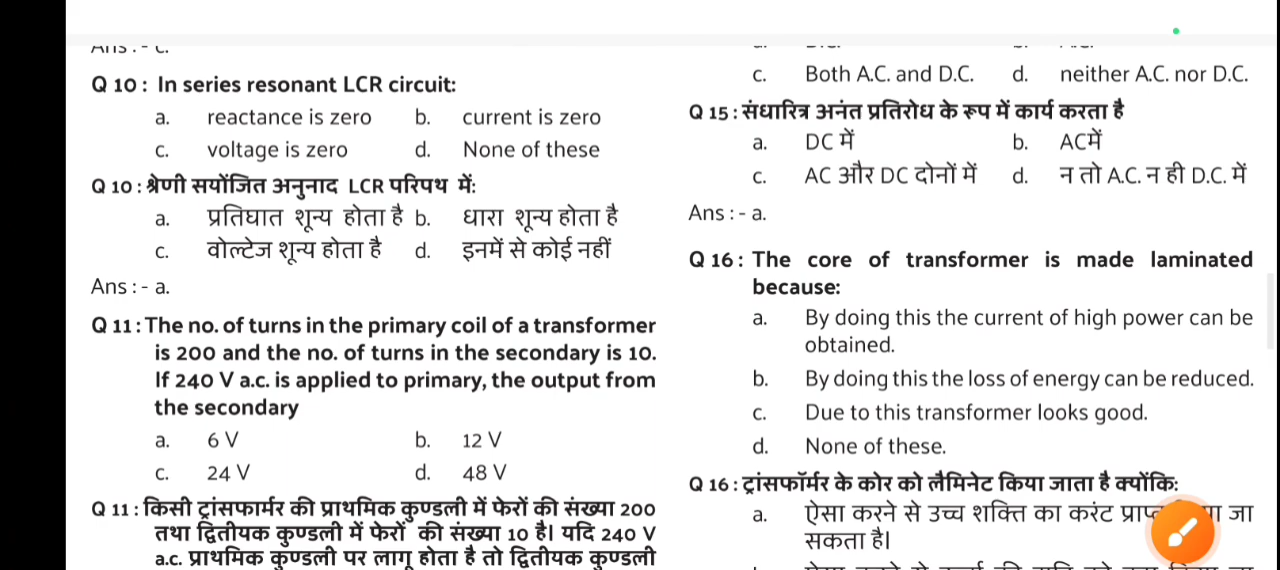 Ans : - c.
Q 10 : In series resonant LCR circuit:
a. reactance is zero b. current is zero
c. voltage is zero d. None of these
Q 10 : श्रेणी सयोंजित अनुनाद LCR परिपथ में:
a. प्रतिघात शून्य होता है b. धारा शून्य होता है
c. वोल्टेज शून्य होता है d. इनमें से कोई नहीं
Ans : - a.
Q 11 : The no. of turns in the primary coil of a transformer
is 200 and the no. of turns in the secondary is 10.
If 240 V a.c. is applied to primary, the output from
the secondary
a. 6 V b. 12 V
c. 24 V d. 48 V
Q 11 : किसी ट्रांसफार्मर की प्राथमिक कुण्डली में फेरों की संख्या 200
तथा द्वितीयक कुण्डली में फेरों की संख्या 10 है। यदि 240 V
a.c. प्राथमिक कुण्डली पर लागू होता है तो द्वितीयक कुण्डली
c. Both A.C. and D.C. d. neither A.C. nor D.C.
Q 15 : संधारित्र अनंत प्रतिरोध के रूप में कार्य करता है
a. DC में b. ACमें
c. AC और DC दोनों में d. न तो A.C. न ही D.C. में
Ans : - a.
Q 16 : The core of transformer is made laminated
because:
a. By doing this the current of high power can be
obtained.
b. By doing this the loss of energy can be reduced.
c. Due to this transformer looks good.
d. None of these.
Q 16 : ट्रांसफॉर्मर के कोर को लैमिनेट किया जाता है क्योंकि:
a. ऐसा करने से उच्च शक्ति का करंट जा
सकता है।